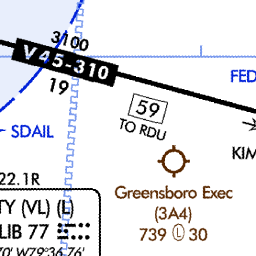 3100
V45-310
19
FED
59
TO RDU
SDAIL
KIM
22.1R
Greensboro Exec
(3A4)
739 Ⓛ 30
TY (VL) (L)
LIB 77
70' W79°36.76'